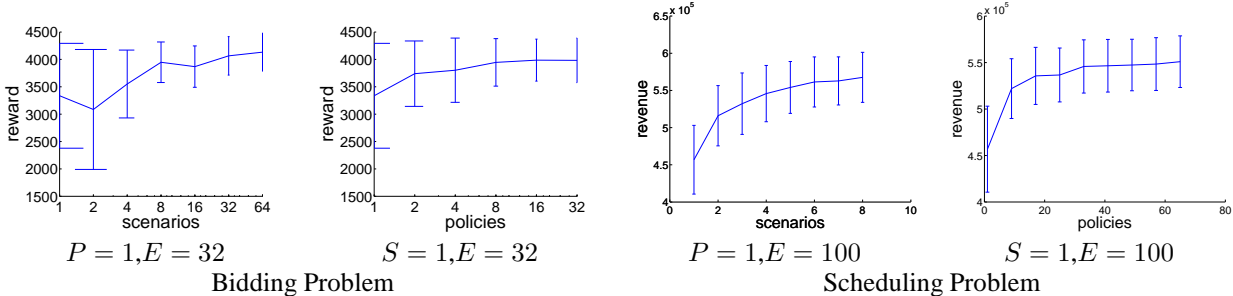 4500
4000
3500
3000
2500
2000
1500
reward
1 2 4 8 16 32 64
scenarios
P = 1,E = 32
4500
4000
3500
3000
2500
2000
1500
reward
1 2 4 8 16 32
policies
S = 1,E = 32
Bidding Problem
x 10⁵
6.5
6
5.5
5
4.5
4
revenue
0 2 4 6 8 10
scenarios
P = 1,E = 100
x 10⁵
6.5
6
5.5
5
4.5
4
revenue
0 20 40 60 80
policies
S = 1,E = 100
Scheduling Problem